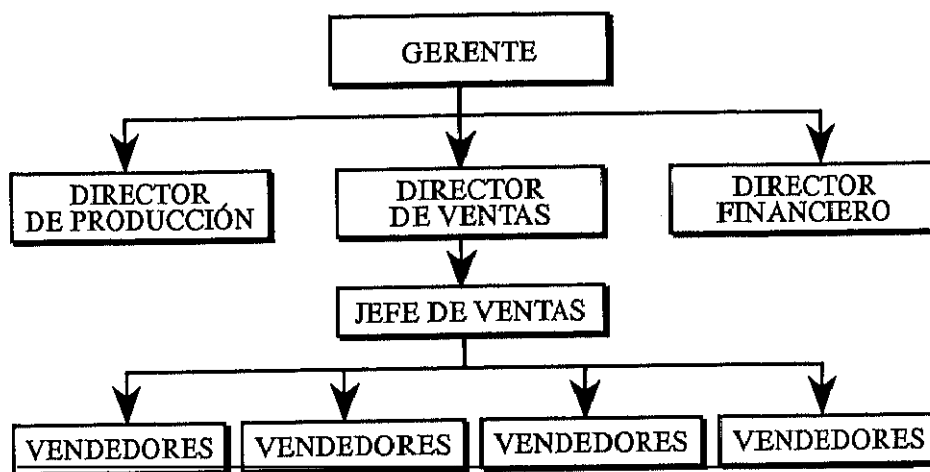 GERENTE
DIRECTOR
DE PRODUCCIÓN
DIRECTOR
DE VENTAS
DIRECTOR
FINANCIERO
JEFE DE VENTAS
VENDEDORES
VENDEDORES
VENDEDORES
VENDEDORES